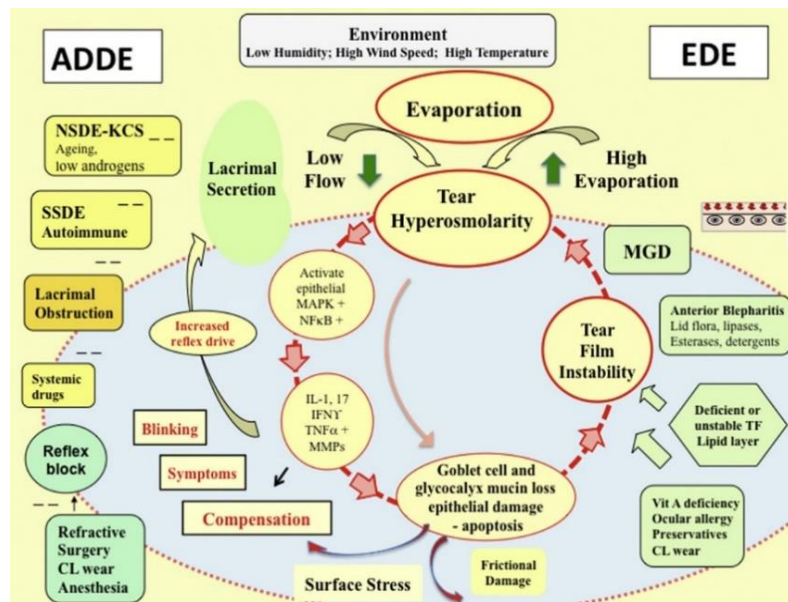 Environment
Low Humidity; High Wind Speed; High Temperature
ADDE
EDE
Evaporation
NSDE-KCS _ _
Ageing,
low androgens
Lacrimal
Secretion
Low
Flow
High
Evaporation
Tear
Hyperosmolarity
SSDE _ _
Autoimmune
_ _
Lacrimal
Obstruction
_ _
Systemic
drugs
Reflex
block
_ _
Refractive
Surgery
CL wear
Anesthesia
Increased
reflex drive
Blinking
Symptoms
Compensation
Activate
epithelial
MAPK +
NFκB +
IL-1, 17
IFNϒ
TNFα +
MMPs
Goblet cell and
glycocalyx mucin loss
epithelial damage
- apoptosis
Surface Stress
Frictional
Damage
Tear
Film
Instability
MGD
Anterior Blepharitis
Lid flora, lipases,
Esterases, detergents
Deficient or
unstable TF
Lipid layer
Vit A deficiency
Ocular allergy
Preservatives
CL wear